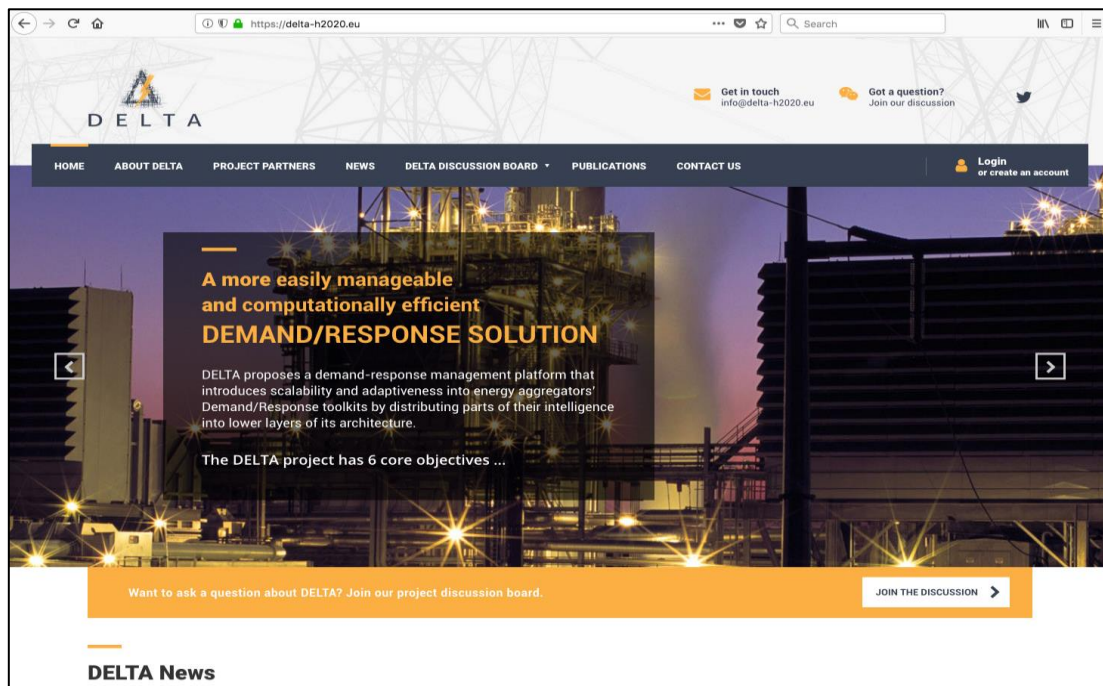 https://delta-h2020.eu
Search
DELTA
Get in touch
info@delta-h2020.eu
Got a question?
Join our discussion
HOME
ABOUT DELTA
PROJECT PARTNERS
NEWS
DELTA DISCUSSION BOARD
PUBLICATIONS
CONTACT US
Login
or create an account
A more easily manageable
and computationally efficient
DEMAND/RESPONSE SOLUTION
DELTA proposes a demand-response management platform that
introduces scalability and adaptiveness into energy aggregators'
Demand/Response toolkits by distributing parts of their intelligence
into lower layers of its architecture.
The DELTA project has 6 core objectives ...
Want to ask a question about DELTA? Join our project discussion board.
JOIN THE DISCUSSION
DELTA News